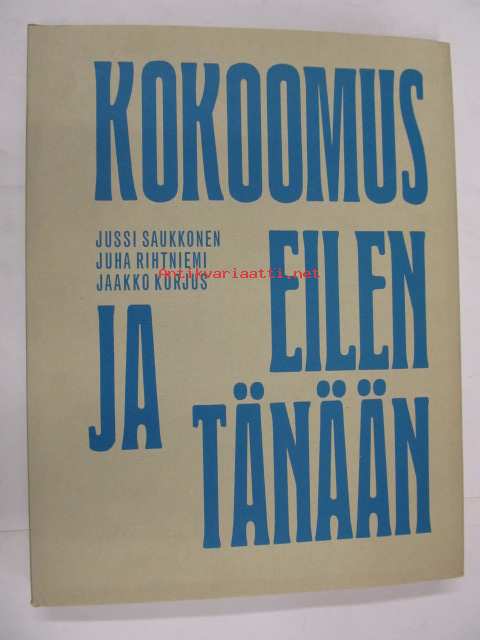 KOKOOMUS
JUSSI SAUKKONEN
JUHA RIHTNIEMI
JAAKKO KORJUS
Antikvariaatti.net
EILEN
JA
TÄNÄÄN